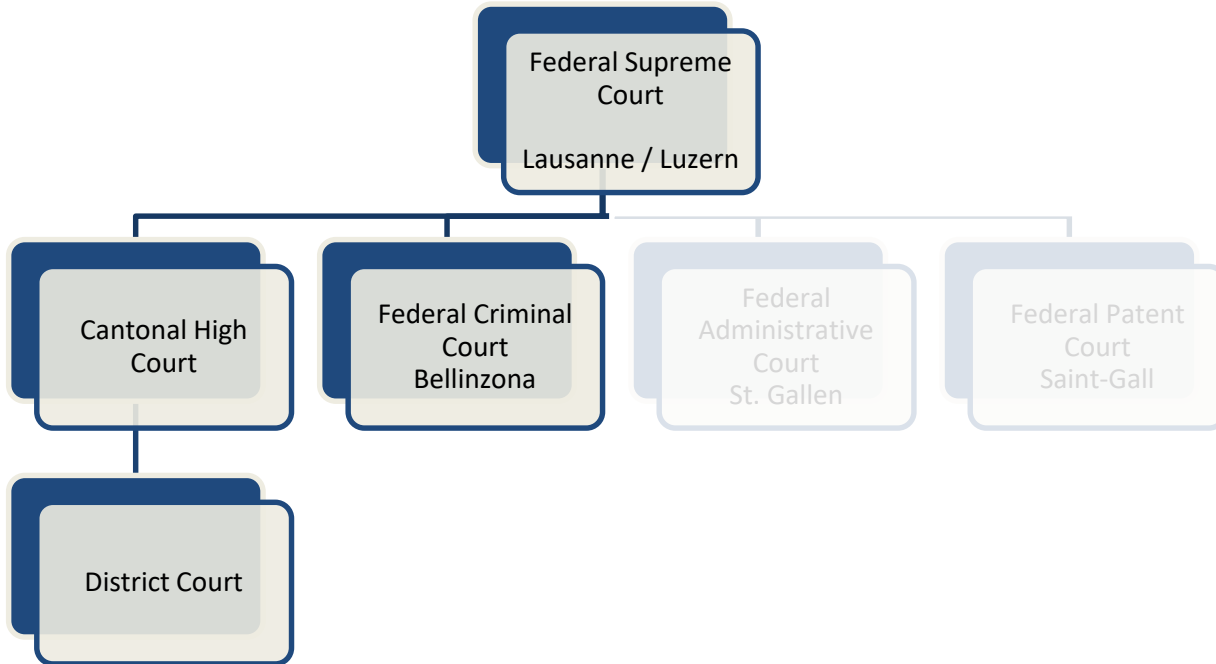 Federal Supreme
Court
Lausanne / Luzern
Cantonal High
Court
Federal Criminal
Court
Bellinzona
Federal
Administrative
Court
St. Gallen
Federal Patent
Court
Saint-Gall
District Court